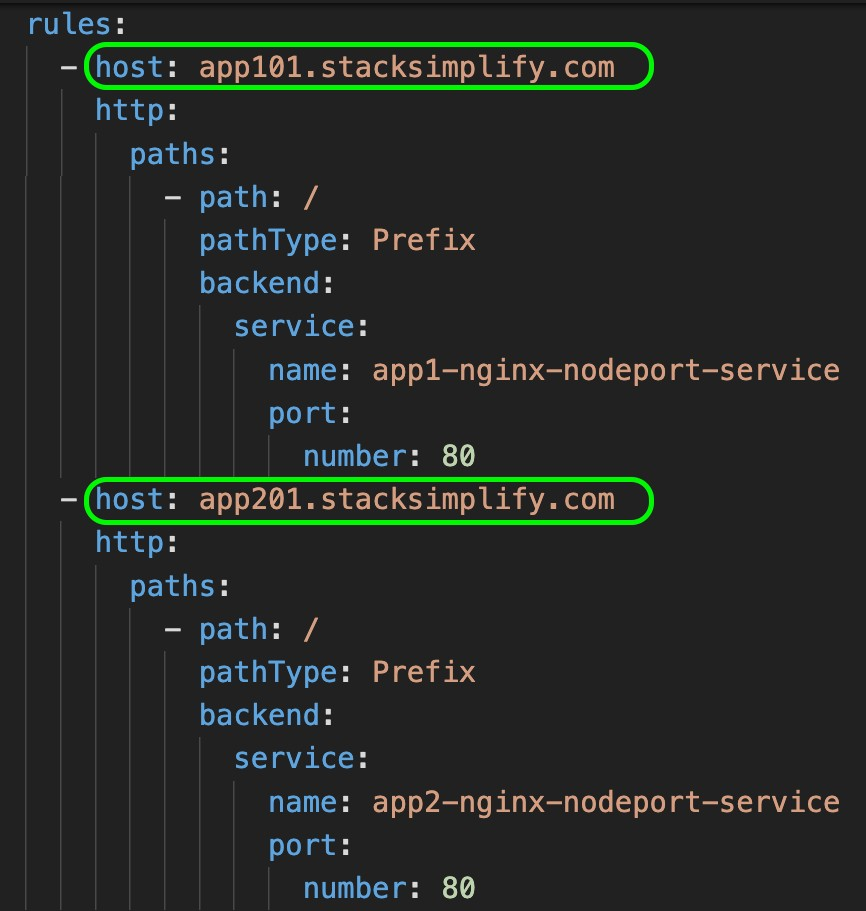 rules:
  - host: app101.stacksimplify.com
    http:
      paths:
        - path: /
          pathType: Prefix
          backend:
            service:
              name: app1-nginx-nodeport-service
              port:
                number: 80
  - host: app201.stacksimplify.com
    http:
      paths:
        - path: /
          pathType: Prefix
          backend:
            service:
              name: app2-nginx-nodeport-service
              port:
                number: 80